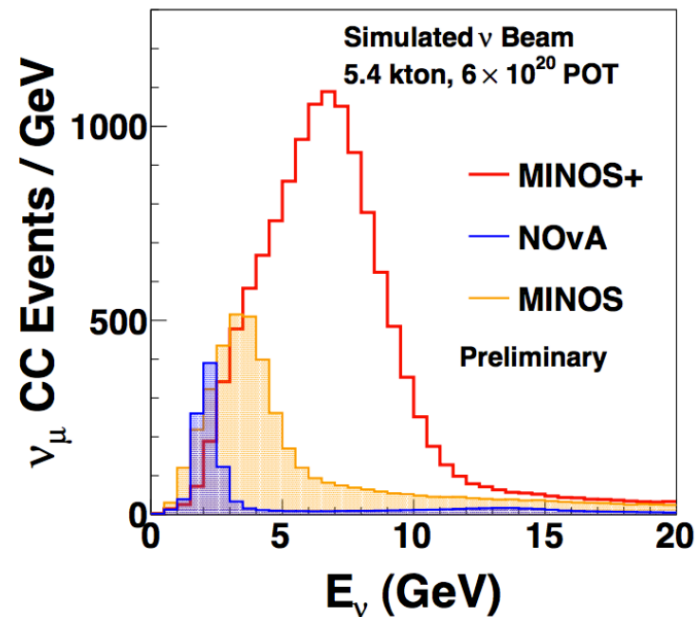 Simulated ν Beam
5.4 kton, 6 × 10²⁰ POT
MINOS+
NOνA
MINOS
Preliminary
ν_μ CC Events / GeV
1000
500
0
0 5 10 15 20
E_ν (GeV)